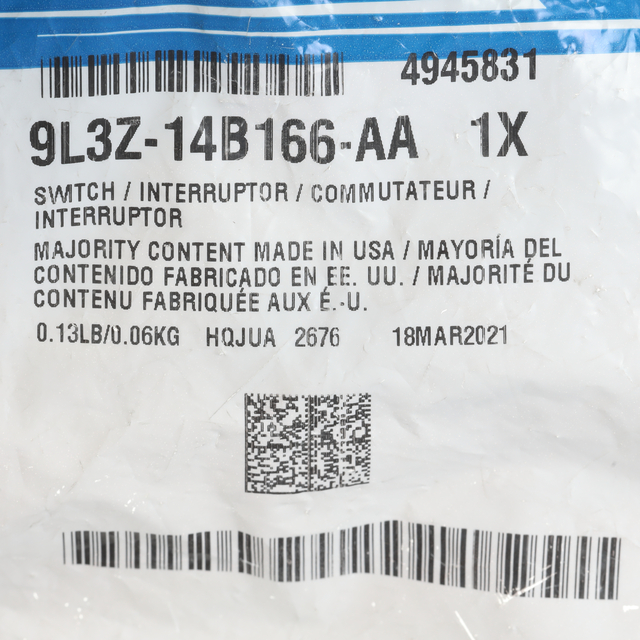 4945831
9L3Z-14B166-AA 1X
SWITCH / INTERRUPTOR / COMMUTATEUR /
INTERRUPTOR
MAJORITY CONTENT MADE IN USA / MAYORÍA DEL
CONTENIDO FABRICADO EN EE. UU. / MAJORITÉ DU
CONTENU FABRIQUÉE AUX É.-U.
0.13LB/0.06KG HQJUA 2676 18MAR2021